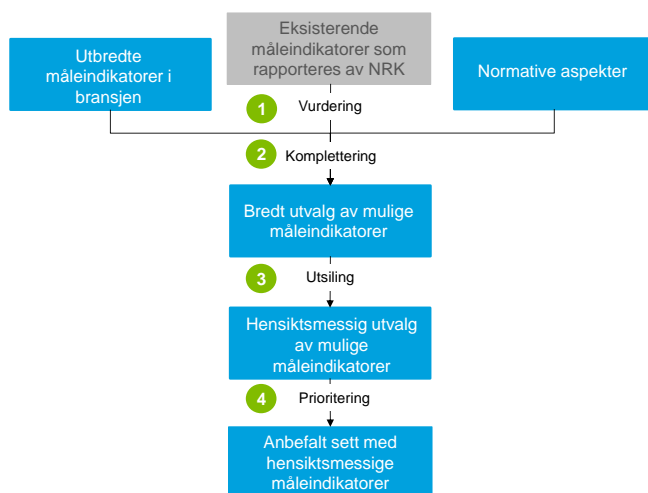 Utbredte
måleindikatorer i
bransjen
Eksisterende
måleindikatorer som
rapporteres av NRK
Normative aspekter
1 Vurdering
2 Komplettering
Bredt utvalg av mulige
måleindikatorer
3 Utsiling
Hensiktsmessig utvalg
av mulige
måleindikatorer
4 Prioritering
Anbefalt sett med
hensiktsmessige
måleindikatorer